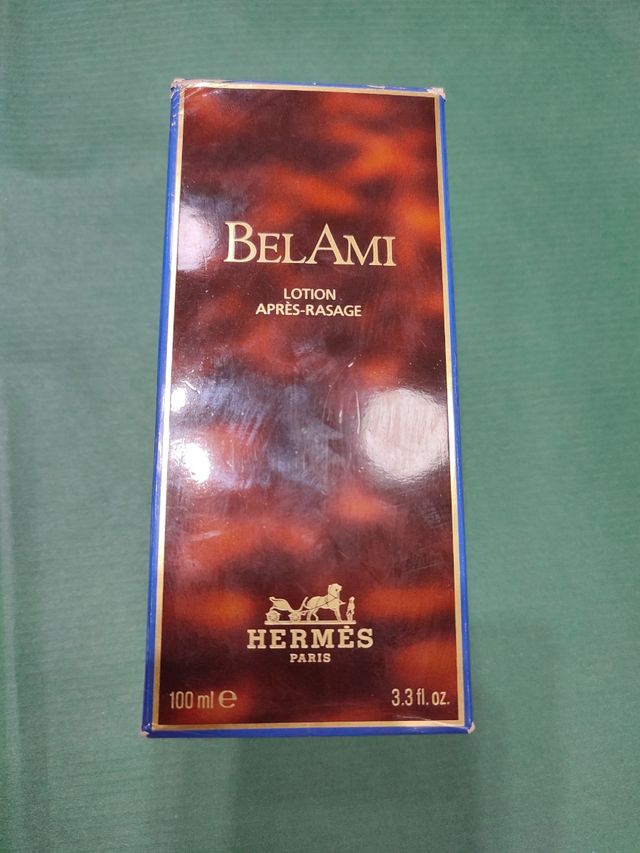 BELAMI
LOTION
APRÈS-RASAGE
HERMÈS
PARIS
100 ml ℮ 3.3 fl. oz.